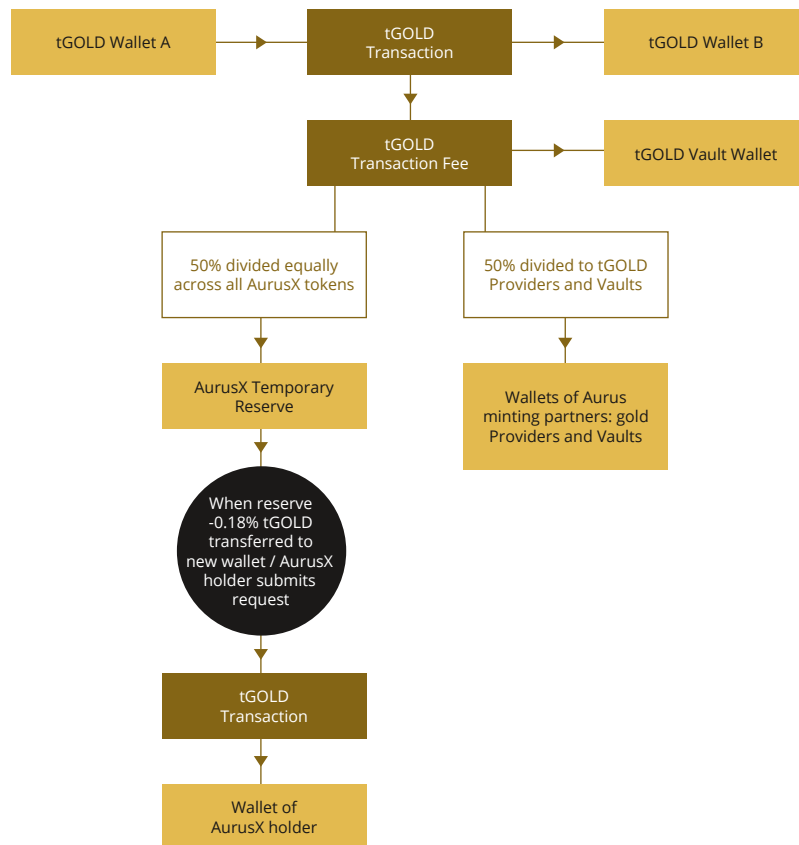 tGOLD Wallet A
tGOLD
Transaction
tGOLD Wallet B
tGOLD
Transaction Fee
tGOLD Vault Wallet
50% divided equally
across all AurusX tokens
50% divided to tGOLD
Providers and Vaults
AurusX Temporary
Reserve
Wallets of Aurus
minting partners: gold
Providers and Vaults
When reserve
-0.18% tGOLD
transferred to
new wallet / AurusX
holder submits
request
tGOLD
Transaction
Wallet of
AurusX holder